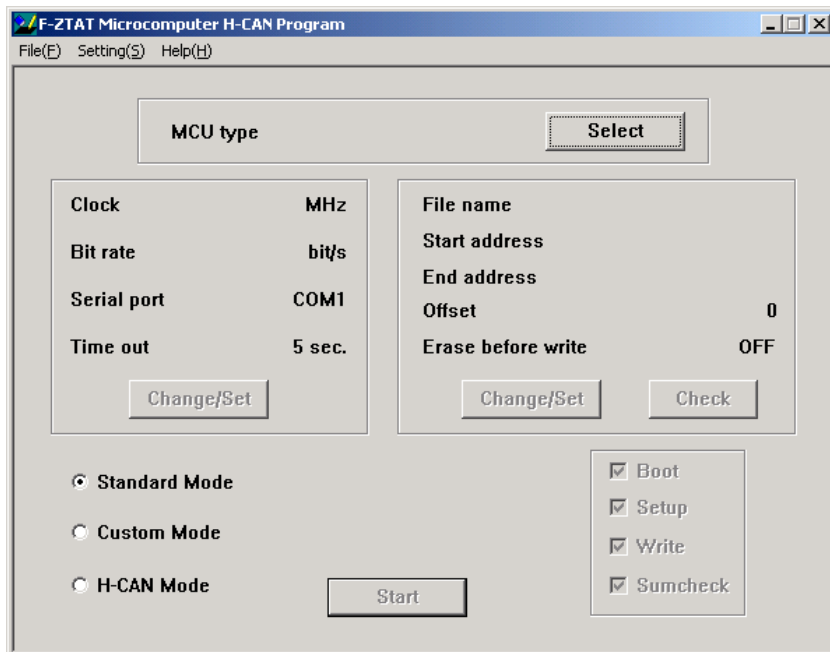 F-ZTAT Microcomputer H-CAN Program
File(F) Setting(S) Help(H)
MCU type Select
Clock MHz
Bit rate bit/s
Serial port COM1
Time out 5 sec.
Change/Set
File name
Start address
End address
Offset 0
Erase before write OFF
Change/Set Check
Standard Mode
Custom Mode
H-CAN Mode
Start
Boot
Setup
Write
Sumcheck